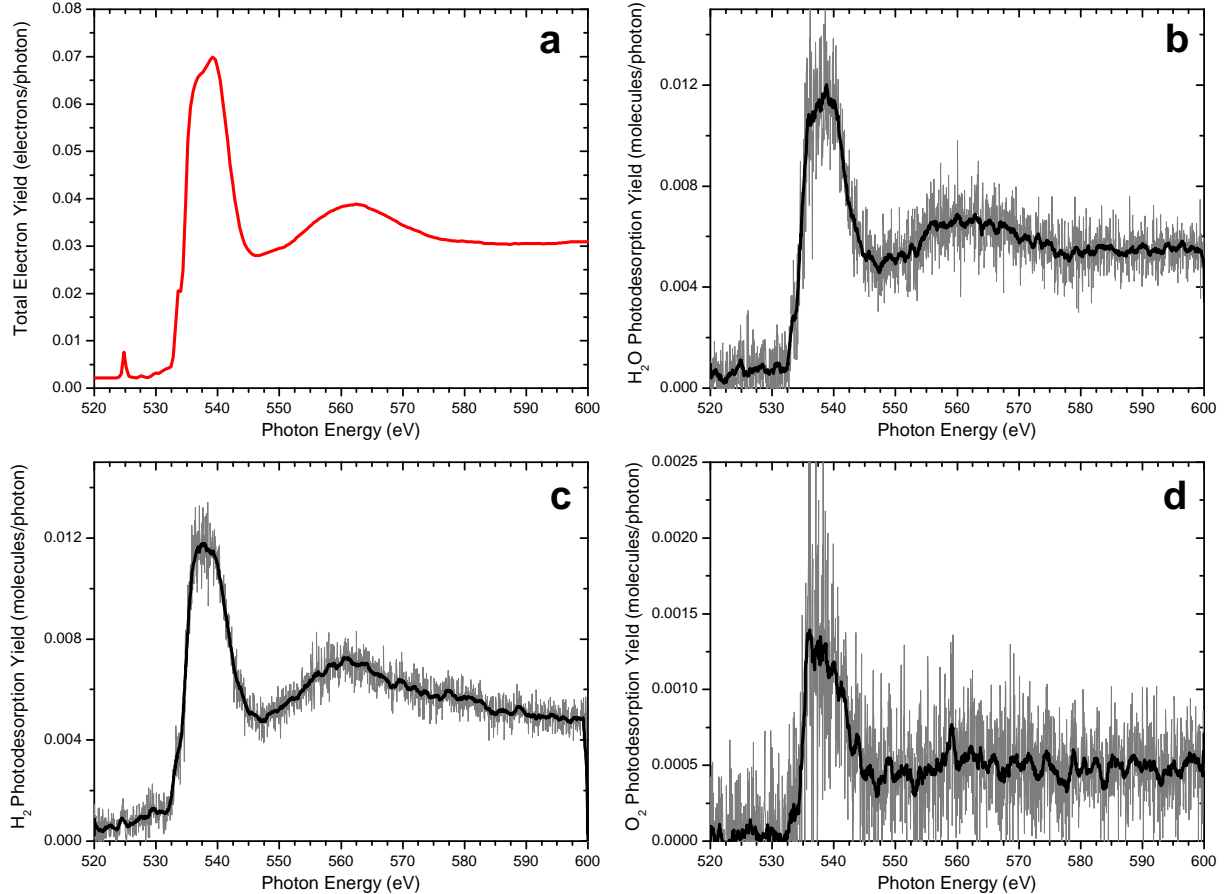 a
Total Electron Yield (electrons/photon)
0.08
0.07
0.06
0.05
0.04
0.03
0.02
0.01
0.00
520 530 540 550 560 570 580 590 600
Photon Energy (eV)
b
H₂O Photodesorption Yield (molecules/photon)
0.012
0.008
0.004
0.000
520 530 540 550 560 570 580 590 600
Photon Energy (eV)
c
H₂ Photodesorption Yield (molecules/photon)
0.012
0.008
0.004
0.000
520 530 540 550 560 570 580 590 600
Photon Energy (eV)
d
O₂ Photodesorption Yield (molecules/photon)
0.0025
0.0020
0.0015
0.0010
0.0005
0.0000
520 530 540 550 560 570 580 590 600
Photon Energy (eV)